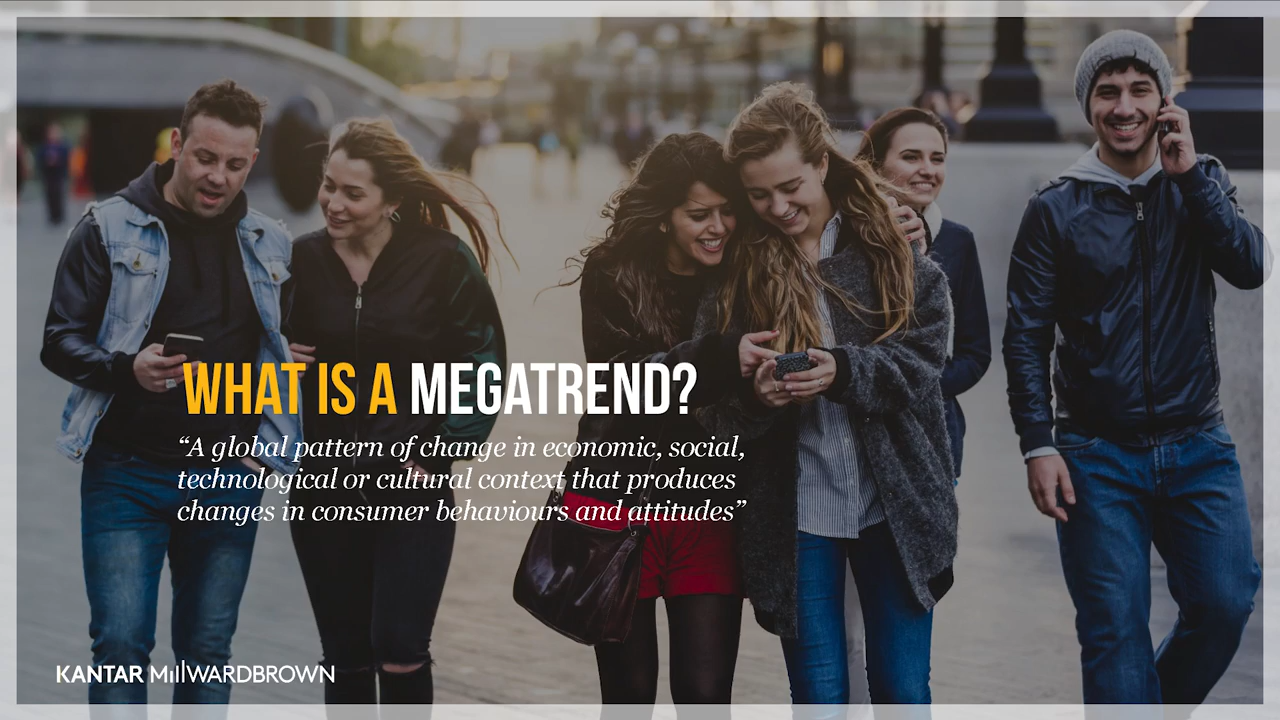 WHAT IS A MEGATREND?
“A global pattern of change in economic, social,
technological or cultural context that produces
changes in consumer behaviours and attitudes”
KANTAR MillWARDBROWN